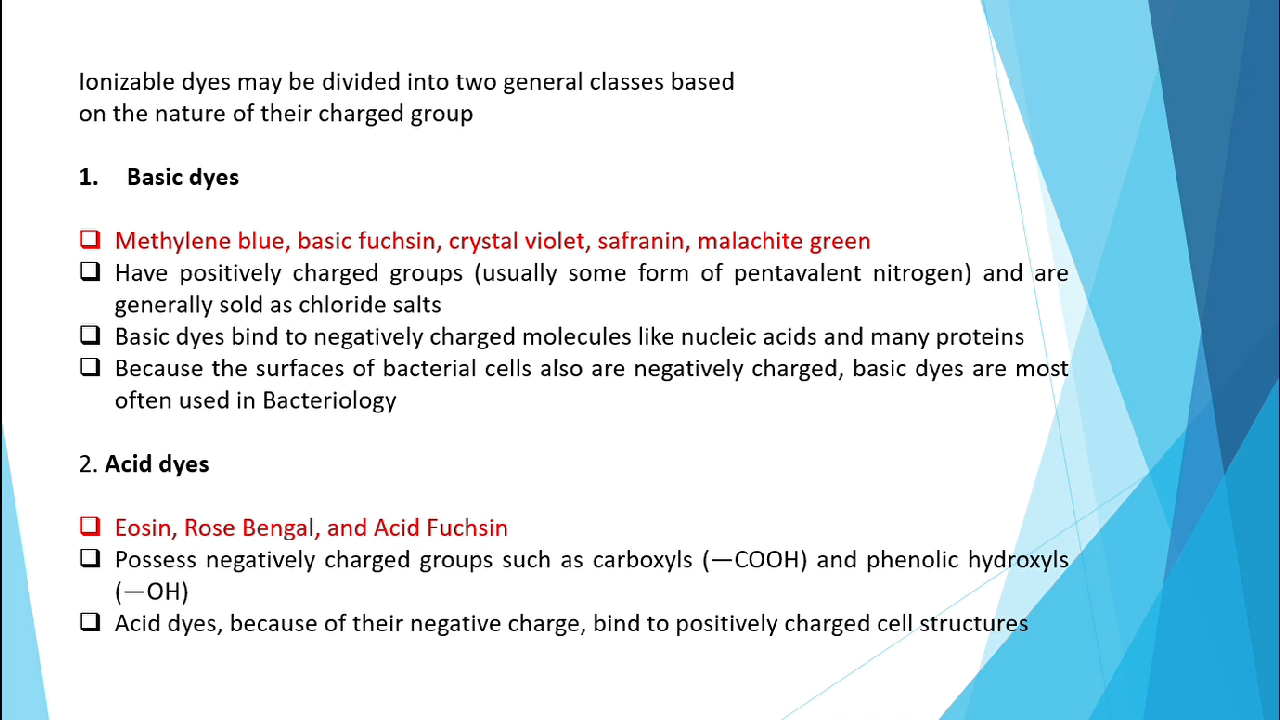 Ionizable dyes may be divided into two general classes based
on the nature of their charged group
1. Basic dyes
Methylene blue, basic fuchsin, crystal violet, safranin, malachite green
Have positively charged groups (usually some form of pentavalent nitrogen) and are
generally sold as chloride salts
Basic dyes bind to negatively charged molecules like nucleic acids and many proteins
Because the surfaces of bacterial cells also are negatively charged, basic dyes are most
often used in Bacteriology
2. Acid dyes
Eosin, Rose Bengal, and Acid Fuchsin
Possess negatively charged groups such as carboxyls (—COOH) and phenolic hydroxyls
(—OH)
Acid dyes, because of their negative charge, bind to positively charged cell structures